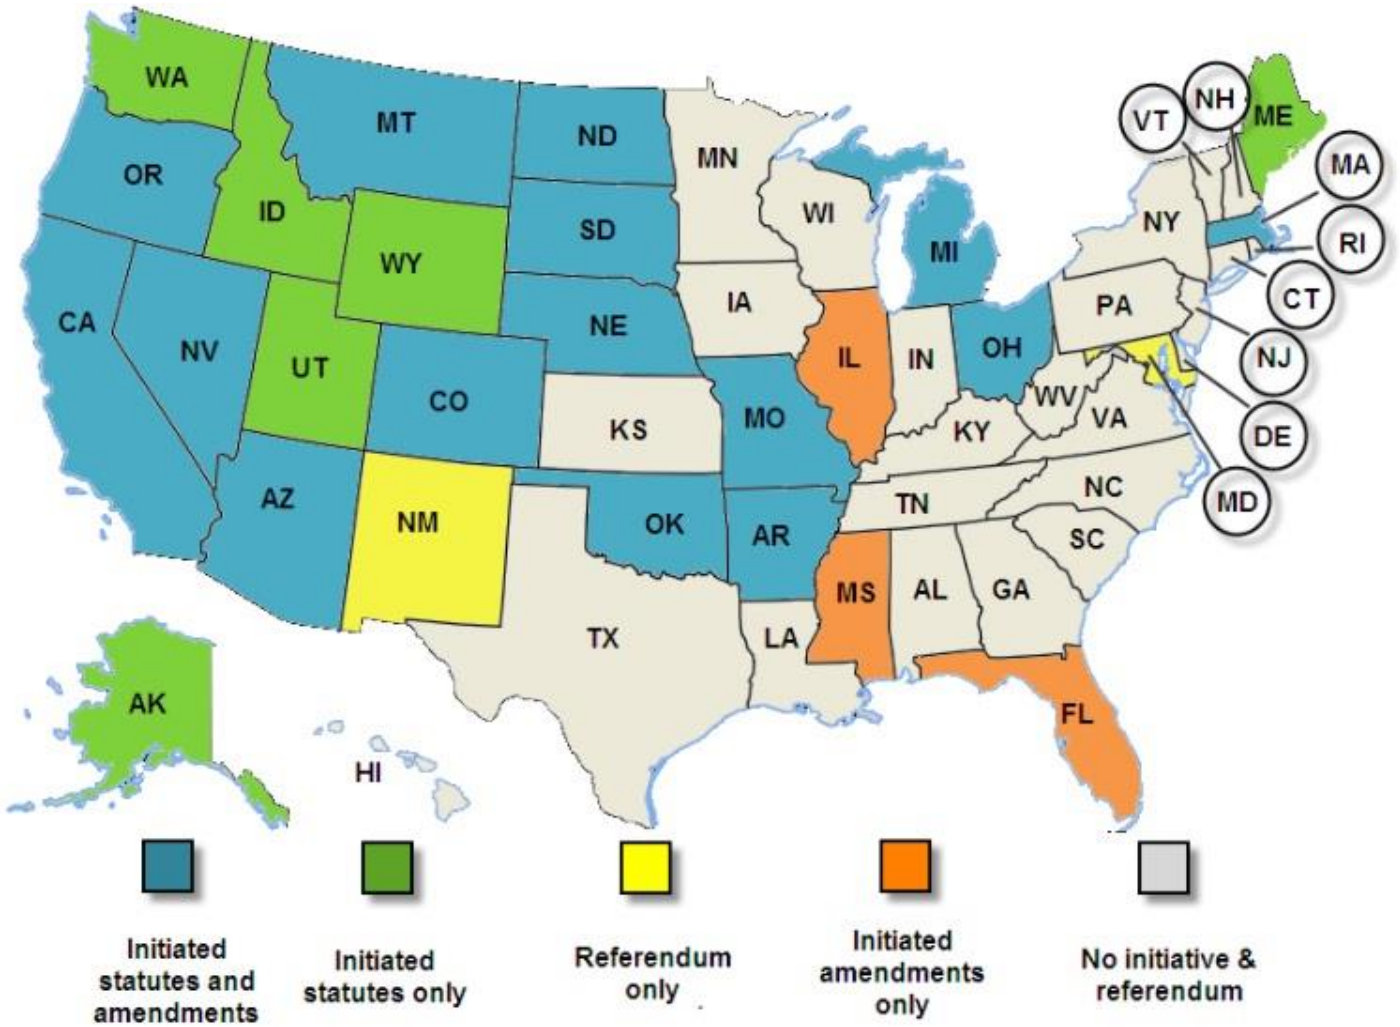 WA
MT
ND
MN
VT
NH
ME
MA
OR
ID
WY
SD
WI
MI
NY
RI
CT
CA
NV
UT
CO
NE
IA
IL
IN
OH
PA
NJ
WV
VA
DE
MD
KS
MO
KY
AZ
NM
OK
AR
TN
NC
SC
MS
AL
GA
TX
LA
AK
HI
FL
Initiated
statutes and
amendments
Initiated
statutes only
Referendum
only
Initiated
amendments
only
No initiative &
referendum